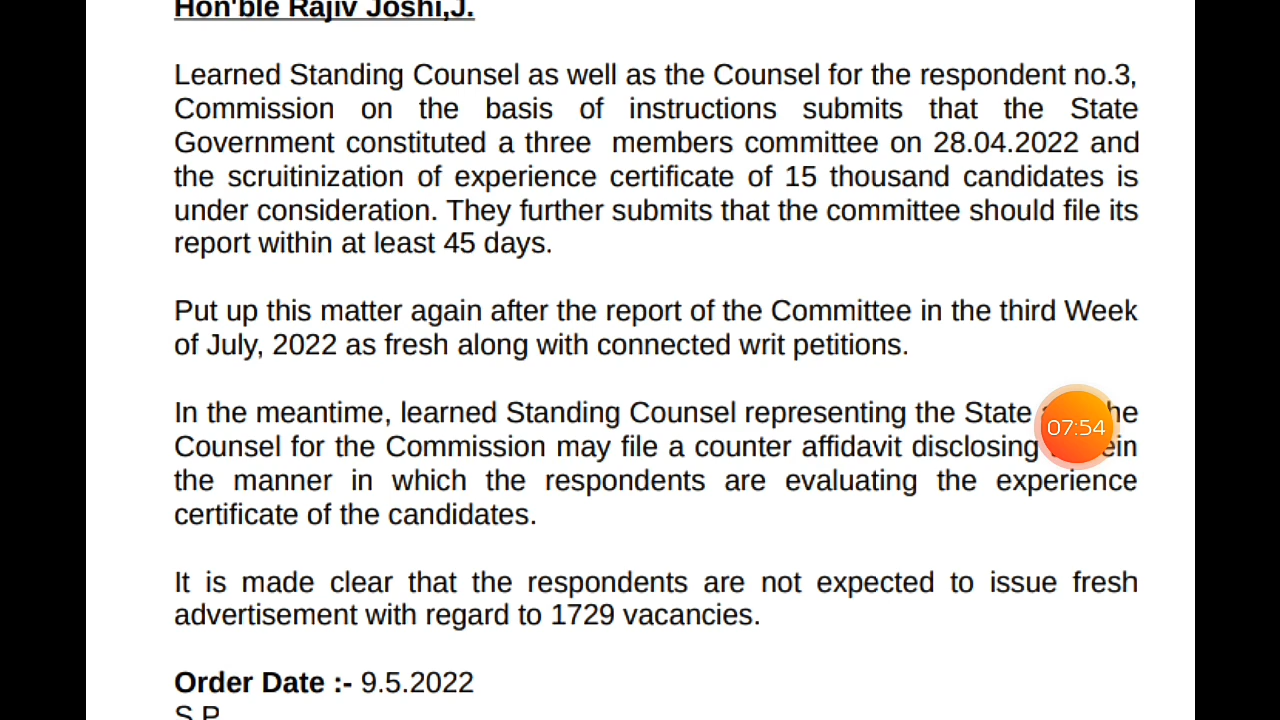 Hon'ble Rajiv Joshi,J.
Learned Standing Counsel as well as the Counsel for the respondent no.3,
Commission on the basis of instructions submits that the State
Government constituted a three members committee on 28.04.2022 and
the scruitinization of experience certificate of 15 thousand candidates is
under consideration. They further submits that the committee should file its
report within at least 45 days.
Put up this matter again after the report of the Committee in the third Week
of July, 2022 as fresh along with connected writ petitions.
In the meantime, learned Standing Counsel representing the State
Counsel for the Commission may file a counter affidavit disclosing
07:54
the manner in which the respondents are evaluating the experience
certificate of the candidates.
It is made clear that the respondents are not expected to issue fresh
advertisement with regard to 1729 vacancies.
Order Date :- 9.5.2022
S.P.